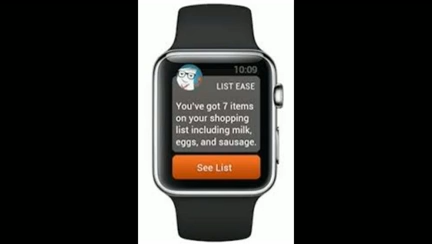 10:09
LIST EASE
You've got 7 items
on your shopping
list including milk,
eggs, and sausage.
See List